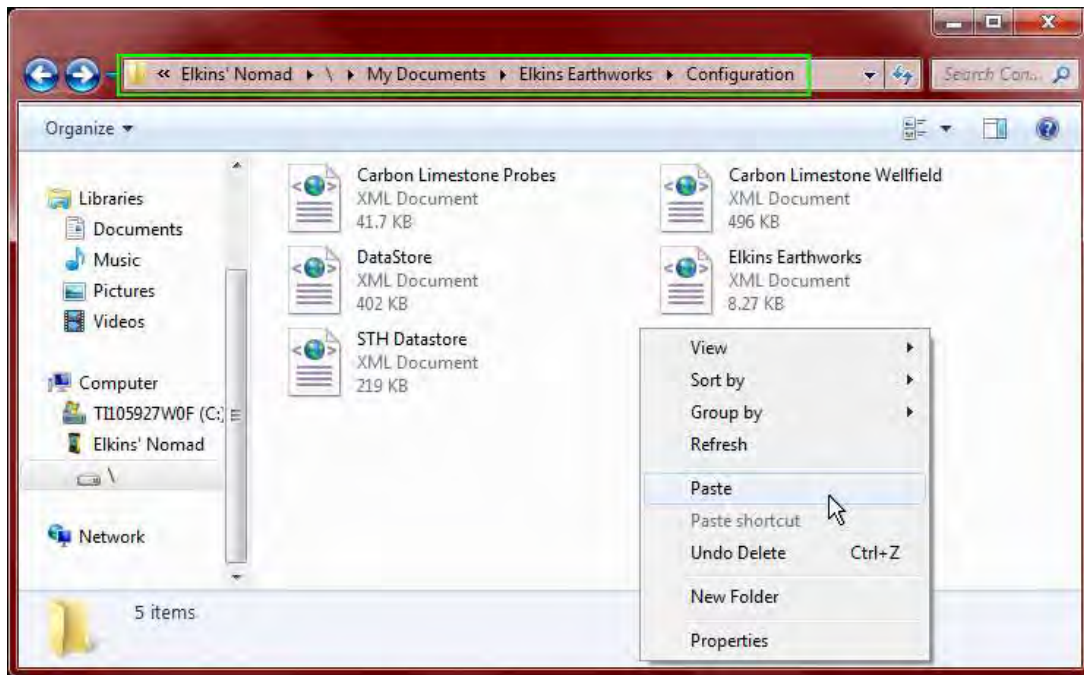 « Elkins' Nomad ▸ \ ▸ My Documents ▸ Elkins Earthworks ▸ Configuration
Search Con...
Organize
Libraries
Documents
Music
Pictures
Videos
Computer
TI105927W0F (C:)
Elkins' Nomad
\
Network
Carbon Limestone Probes
XML Document
41.7 KB
Carbon Limestone Wellfield
XML Document
496 KB
DataStore
XML Document
402 KB
Elkins Earthworks
XML Document
8.27 KB
STH Datastore
XML Document
219 KB
View
Sort by
Group by
Refresh
Paste
Paste shortcut
Undo Delete Ctrl+Z
New Folder
Properties
5 items